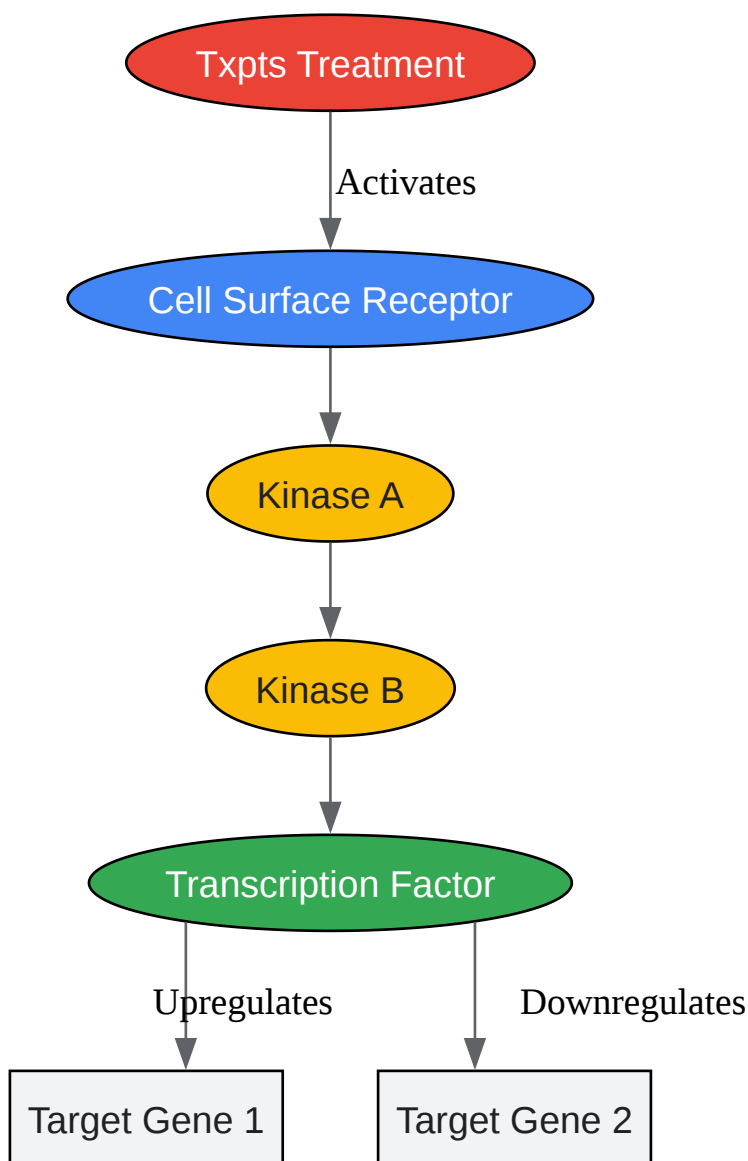 Txpts Treatment
Activates
Cell Surface Receptor
Kinase A
Kinase B
Transcription Factor
Upregulates
Downregulates
Target Gene 1
Target Gene 2